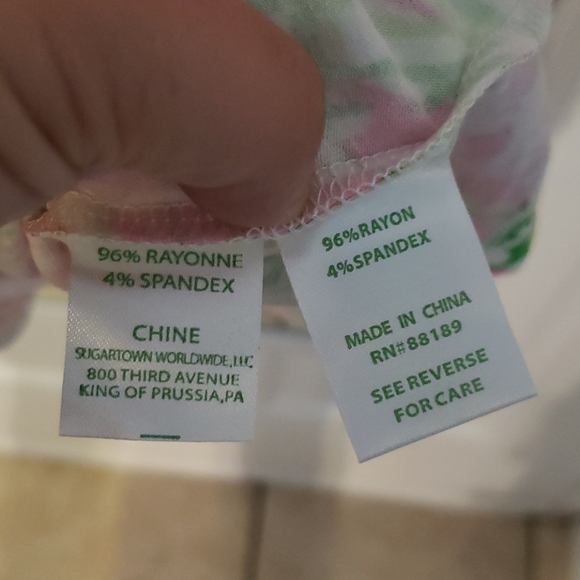 96% RAYONNE
4% SPANDEX
CHINE
SUGARTOWN WORLDWIDE, LLC
800 THIRD AVENUE
KING OF PRUSSIA,PA
96%RAYON
4%SPANDEX
MADE IN CHINA
RN#88189
SEE REVERSE
FOR CARE